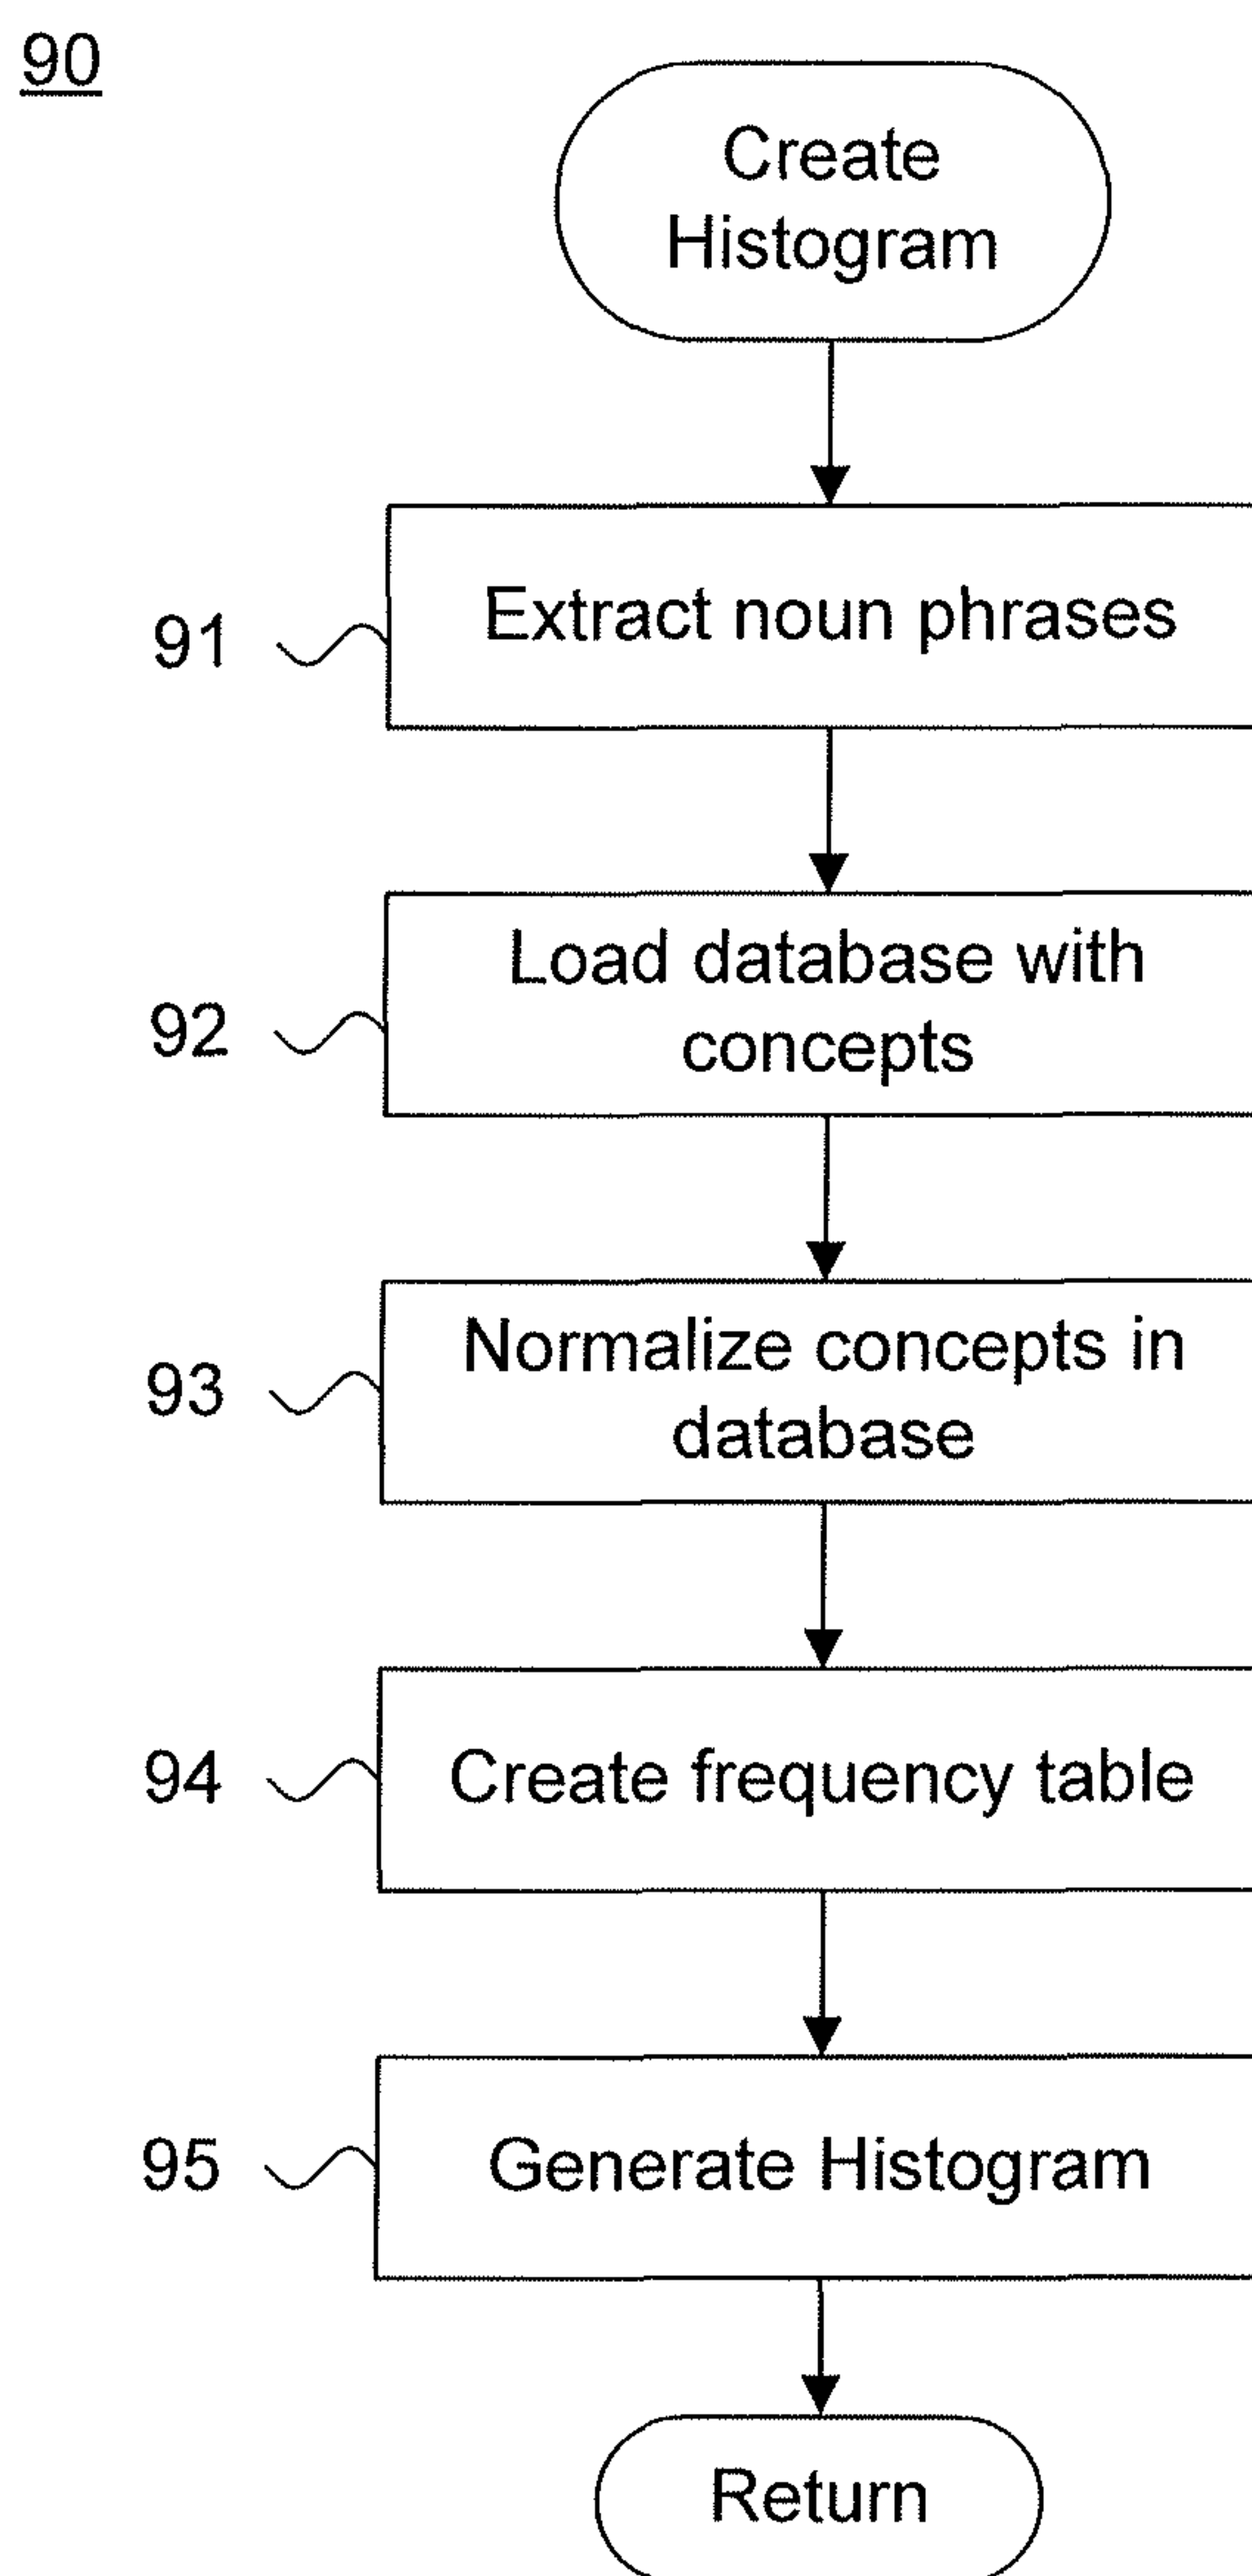 90
Create
Histogram
91
Extract noun phrases
92
Load database with
concepts
93
Normalize concepts in
database
94
Create frequency table
95
Generate Histogram
Return